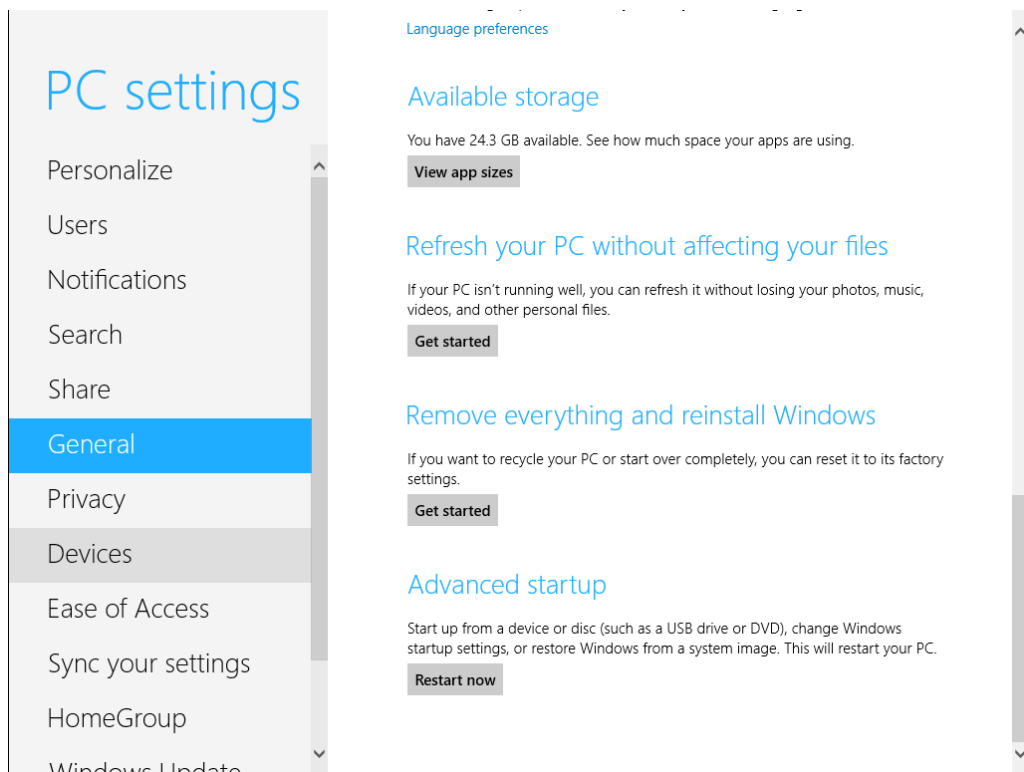 PC settings
Personalize
Users
Notifications
Search
Share
General
Privacy
Devices
Ease of Access
Sync your settings
HomeGroup
Windows Update
Language preferences
Available storage
You have 24.3 GB available. See how much space your apps are using.
View app sizes
Refresh your PC without affecting your files
If your PC isn't running well, you can refresh it without losing your photos, music,
videos, and other personal files.
Get started
Remove everything and reinstall Windows
If you want to recycle your PC or start over completely, you can reset it to its factory
settings.
Get started
Advanced startup
Start up from a device or disc (such as a USB drive or DVD), change Windows
startup settings, or restore Windows from a system image. This will restart your PC.
Restart now